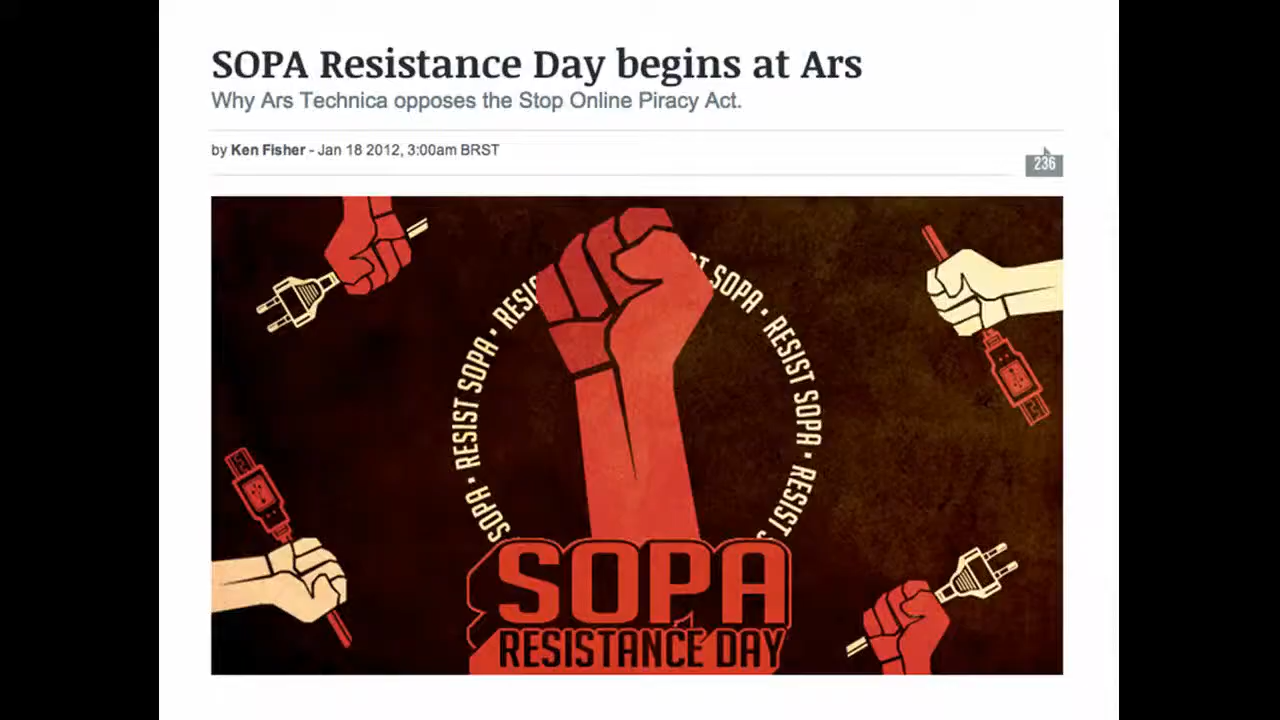 SOPA Resistance Day begins at Ars
Why Ars Technica opposes the Stop Online Piracy Act.
by Ken Fisher - Jan 18 2012, 3:00am BRST
236
SOPA • RESIST SOPA • RESIST SOPA • RESIST SOPA • RESIST
SOPA
RESISTANCE DAY